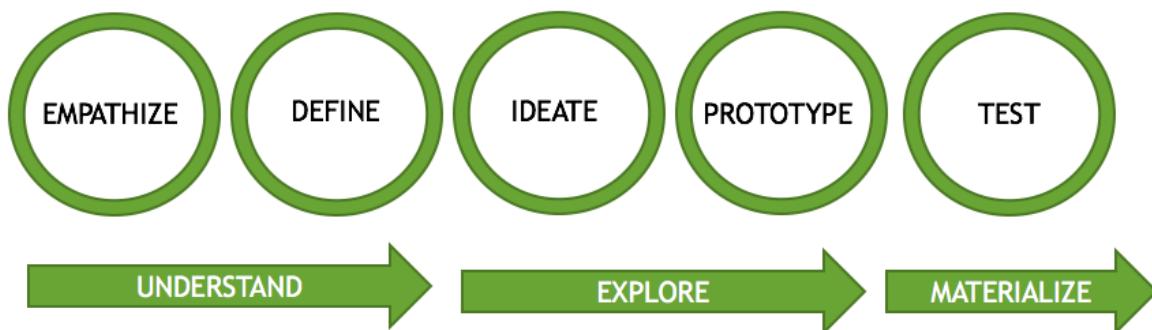 EMPATHIZE
DEFINE
IDEATE
PROTOTYPE
TEST
UNDERSTAND
EXPLORE
MATERIALIZE